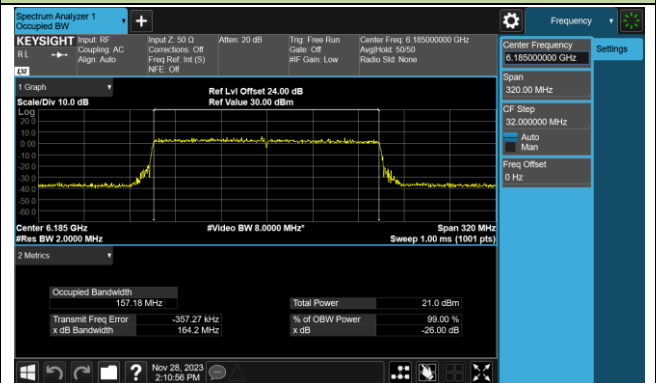 Spectrum Analyzer 1
Occupied BW
Frequency
KEYSIGHT
RL
LXI
Input: RF
Coupling: AC
Align: Auto
Input Z: 50 Ω
Corrections: Off
Freq Ref: Int (S)
NFE: Off
Atten: 20 dB
Trig: Free Run
Gate: Off
#IF Gain: Low
Center Freq: 6.185000000 GHz
Avg|Hold: 50/50
Radio Std: None
Center Frequency
6.185000000 GHz
Settings
Span
320.00 MHz
CF Step
32.000000 MHz
Auto
Man
Freq Offset
0 Hz
1 Graph
Scale/Div 10.0 dB
Ref Lvl Offset 24.00 dB
Ref Value 30.00 dBm
Log
20.0
10.0
0.00
-10.0
-20.0
-30.0
-40.0
-50.0
-60.0
Center 6.185 GHz
#Video BW 8.0000 MHz*
Span 320 MHz
#Res BW 2.0000 MHz
Sweep 1.00 ms (1001 pts)
2 Metrics
Occupied Bandwidth
157.18 MHz
Total Power 21.0 dBm
Transmit Freq Error -357.27 kHz
% of OBW Power 99.00 %
x dB Bandwidth 164.2 MHz
x dB -26.00 dB
?
Nov 28, 2023
2:10:56 PM